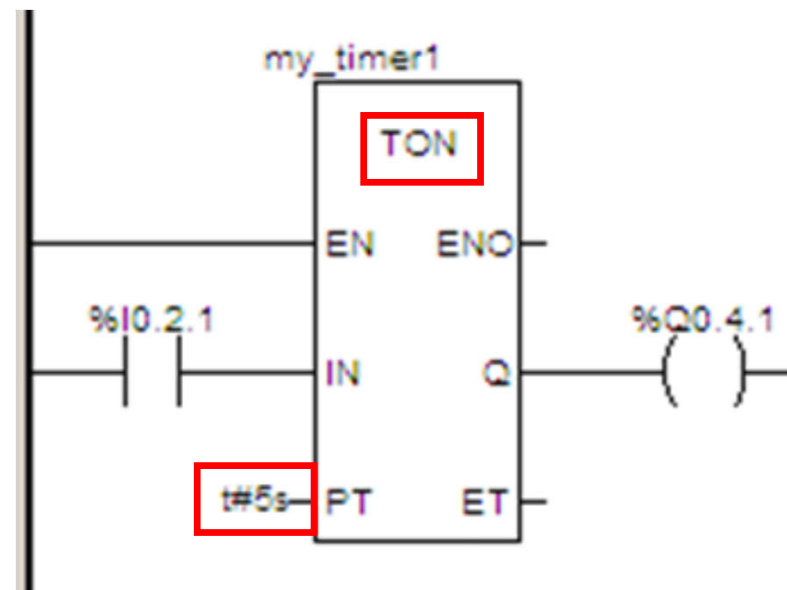 my_timer1
TON
EN ENO
%I0.2.1 %Q0.4.1
IN Q
t#5s PT ET